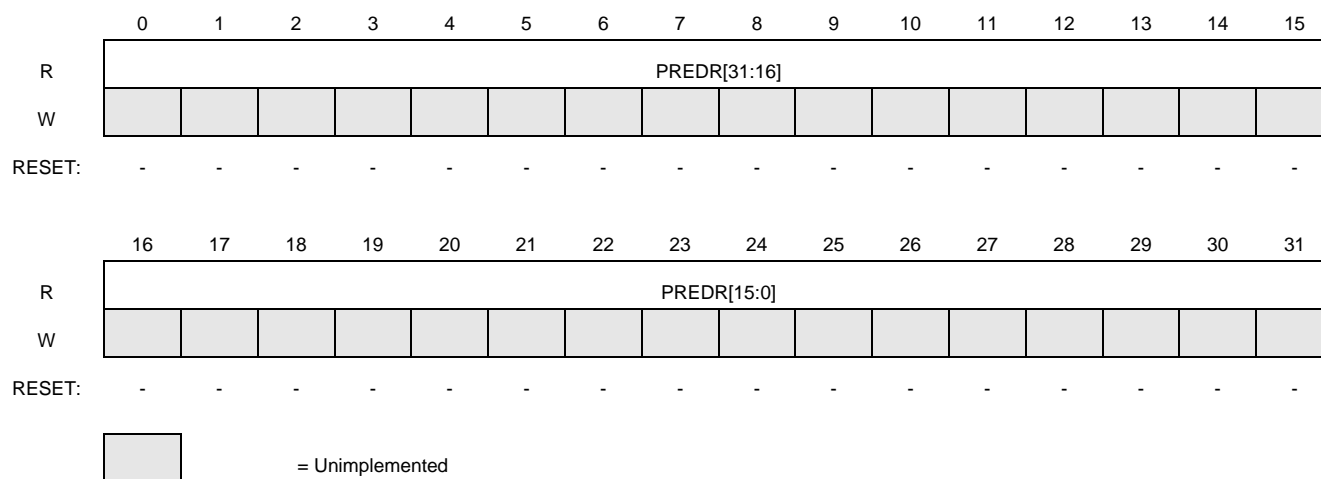 0 1 2 3 4 5 6 7 8 9 10 11 12 13 14 15
R PREDR[31:16]
W
RESET: - - - - - - - - - - - - - - - -
16 17 18 19 20 21 22 23 24 25 26 27 28 29 30 31
R PREDR[15:0]
W
RESET: - - - - - - - - - - - - - - - -
= Unimplemented